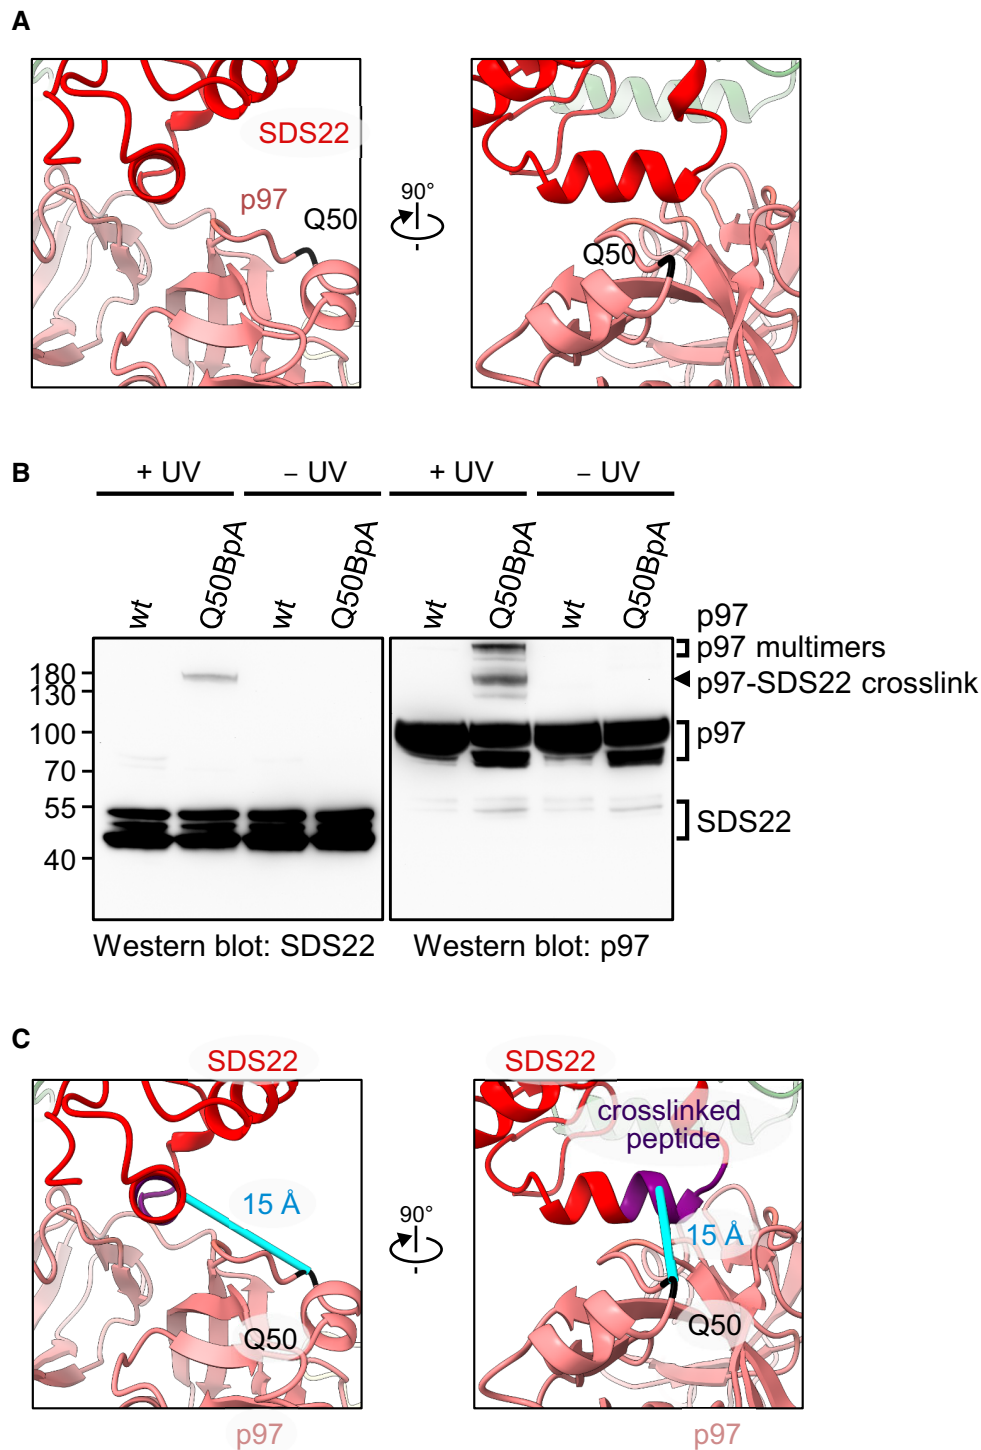 A
SDS22
p97
Q50
90°
Q50
B
+ UV
− UV
+ UV
− UV
wt
Q50BpA
wt
Q50BpA
wt
Q50BpA
wt
Q50BpA
p97
180
130
100
70
55
40
p97 multimers
p97-SDS22 crosslink
p97
SDS22
Western blot: SDS22
Western blot: p97
C
SDS22
15 Å
Q50
p97
90°
SDS22
crosslinked
peptide
15 Å
Q50
p97